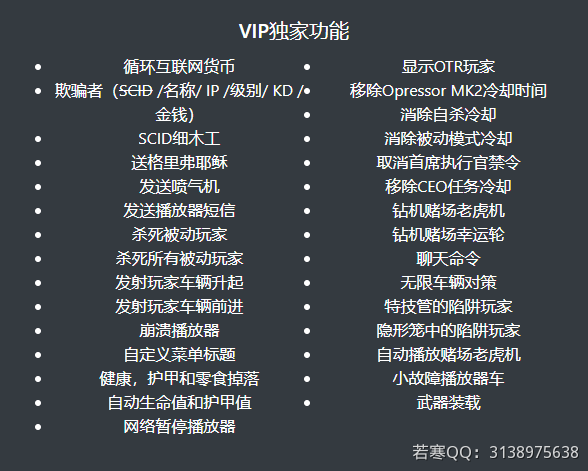 VIP独家功能
循环互联网货币
欺骗者（SCID /名称/ IP /级别/ KD /
金钱）
SCID细木工
送格里弗耶稣
发送喷气机
发送播放器短信
杀死被动玩家
杀死所有被动玩家
发射玩家车辆升起
发射玩家车辆前进
崩溃播放器
自定义菜单标题
健康，护甲和零食掉落
自动生命值和护甲值
网络暂停播放器
显示OTR玩家
移除Opressor MK2冷却时间
消除自杀冷却
消除被动模式冷却
取消首席执行官禁令
移除CEO任务冷却
钻机赌场老虎机
钻机赌场幸运轮
聊天命令
无限车辆对策
特技管的陷阱玩家
隐形笼中的陷阱玩家
自动播放赌场老虎机
小故障播放器车
武器装载
若寒QQ：3138975638